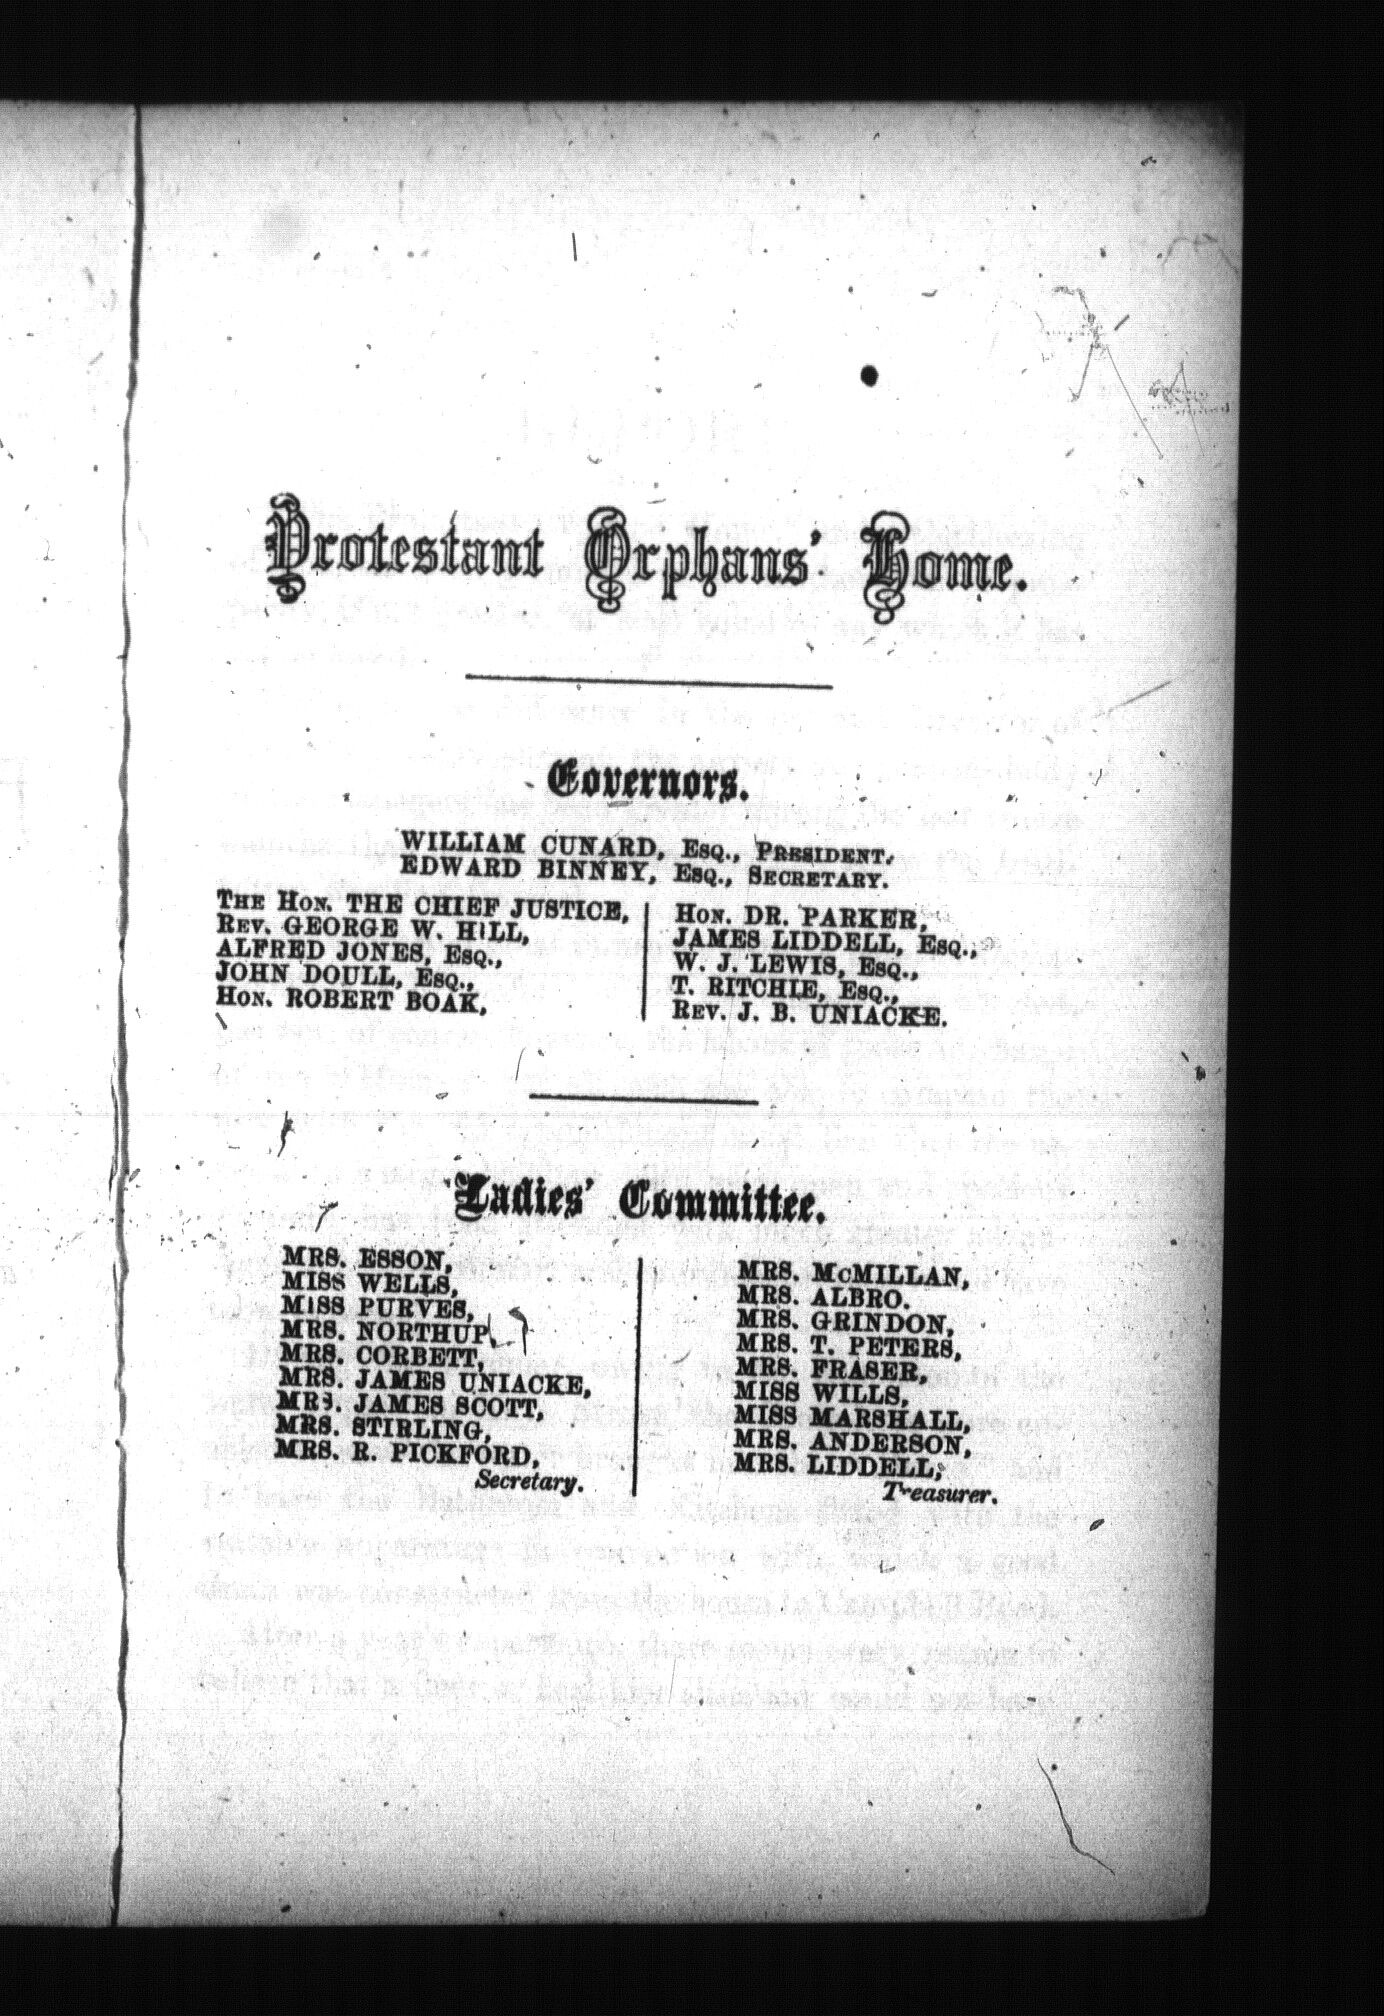 Protestant Orphans' Home.
Governors.
WILLIAM CUNARD, Esq., President.
EDWARD BINNEY, Esq., Secretary.
The Hon. THE CHIEF JUSTICE,
Rev. GEORGE W. HILL,
ALFRED JONES, Esq.,
JOHN DOULL, Esq.,
Hon. ROBERT BOAK,
Hon. DR. PARKER,
JAMES LIDDELL, Esq.,
W. J. LEWIS, Esq.,
T. RITCHIE, Esq.,
Rev. J. B. UNIACKE.
Ladies' Committee.
MRS. ESSON,
MISS WELLS,
MISS PURVES,
MRS. NORTHUP,
MRS. CORBETT,
MRS. JAMES UNIACKE,
MRS. JAMES SCOTT,
MRS. STIRLING,
MRS. R. PICKFORD,
Secretary.
MRS. McMILLAN,
MRS. ALBRO.
MRS. GRINDON,
MRS. T. PETERS,
MRS. FRASER,
MISS WILLS,
MISS MARSHALL,
MRS. ANDERSON,
MRS. LIDDELL,
Treasurer.